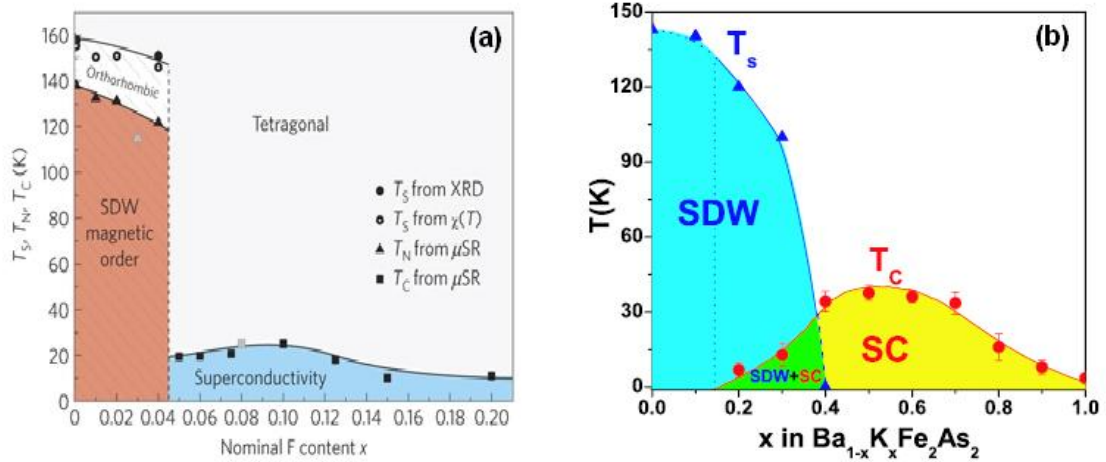 (a)
160
140
120
100
80
60
40
20
0
T_S, T_N, T_C (K)
Orthorhombic
SDW
magnetic
order
Tetragonal
T_S from XRD
T_S from χ(T)
T_N from μSR
T_C from μSR
Superconductivity
0 0.02 0.04 0.06 0.08 0.10 0.12 0.14 0.16 0.18 0.20
Nominal F content x
(b)
150
120
90
60
30
0
T(K)
T_s
SDW
T_C
SC
SDW+SC
0.0 0.2 0.4 0.6 0.8 1.0
x in Ba_{1-x}K_xFe_2As_2